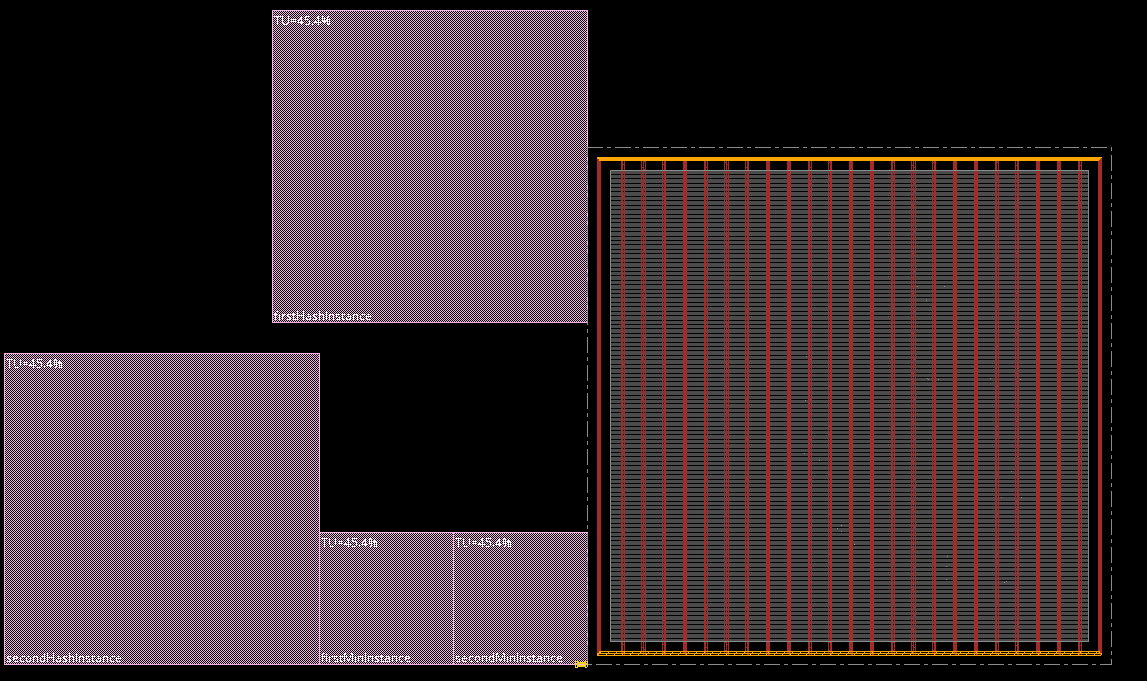 TU=45.4%
firstHashInstance
TU=45.4%
TU=45.4%
TU=45.4%
secondHashInstance
firstMinInstance
secondMinInstance